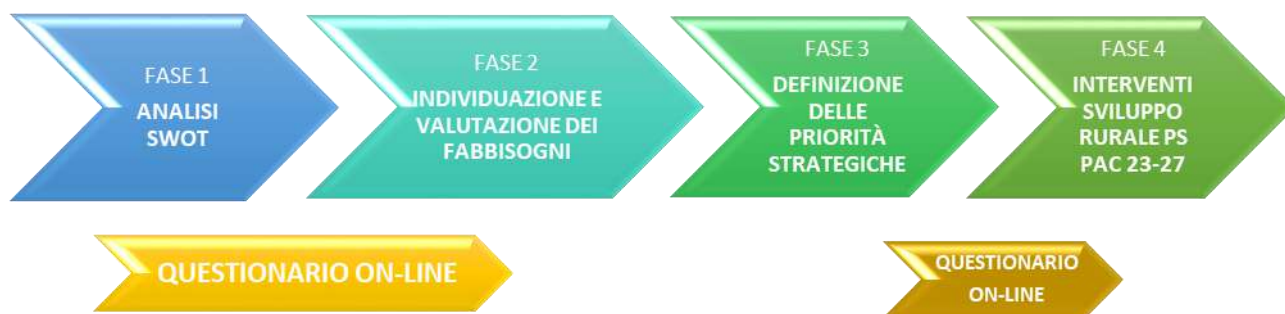 FASE 1
ANALISI
SWOT
FASE 2
INDIVIDUAZIONE E
VALUTAZIONE DEI
FABBISOGNI
FASE 3
DEFINIZIONE
DELLE
PRIORITÀ
STRATEGICHE
FASE 4
INTERVENTI
SVILUPPO
RURALE PS
PAC 23-27
QUESTIONARIO ON-LINE
QUESTIONARIO
ON-LINE